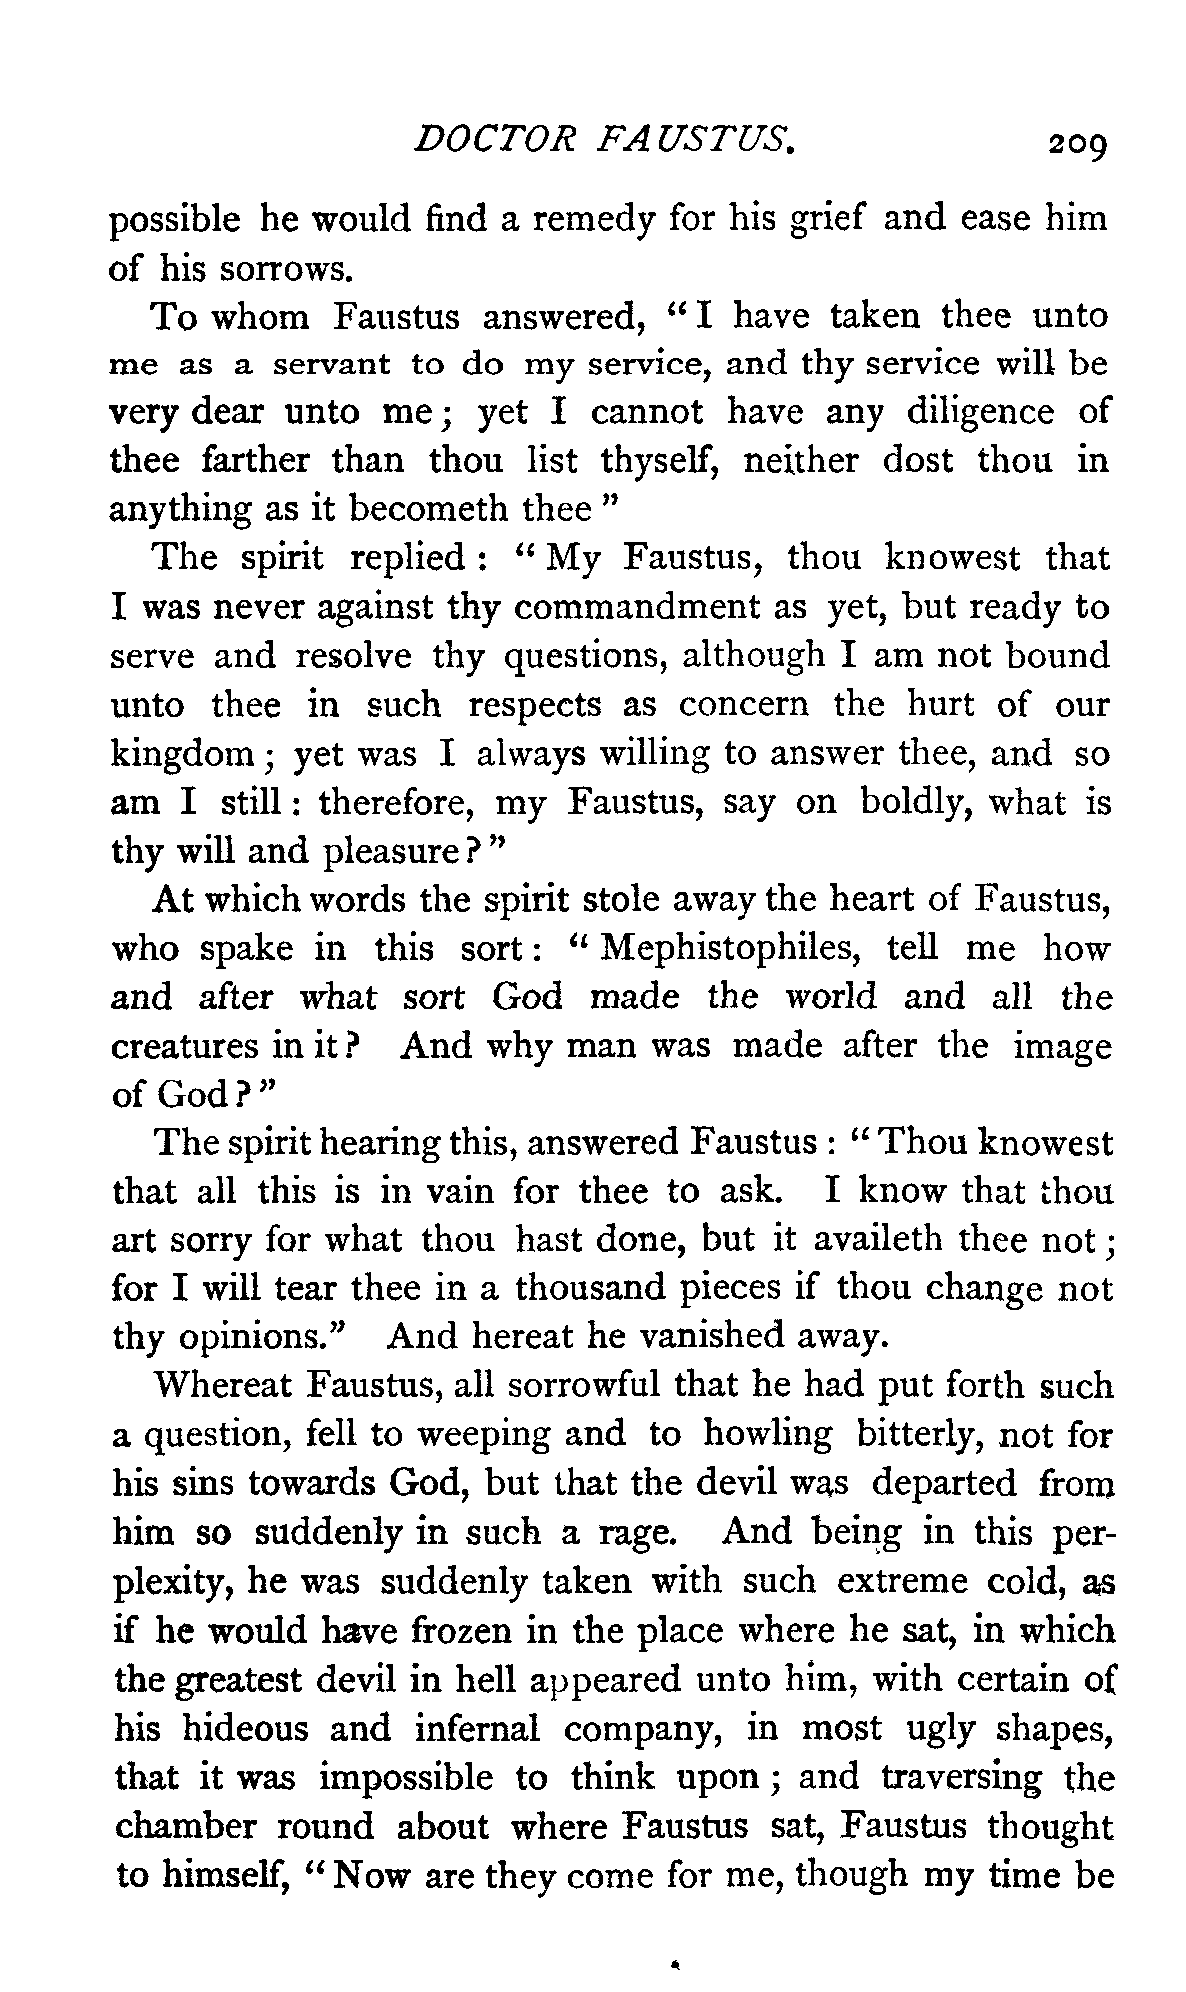 DOCTOR FAUSTUS. 209
possible he would find a remedy for his grief and ease him
of his sorrows.
To whom Faustus answered, “ I have taken thee unto
me as a servant to do my service, and thy service will be
very dear unto me ; yet I cannot have any diligence of
thee farther than thou list thyself, neither dost thou in
anything as it becometh thee ”
The spirit replied : “ My Faustus, thou knowest that
I was never against thy commandment as yet, but ready to
serve and resolve thy questions, although I am not bound
unto thee in such respects as concern the hurt of our
kingdom ; yet was I always willing to answer thee, and so
am I still : therefore, my Faustus, say on boldly, what is
thy will and pleasure ? ”
At which words the spirit stole away the heart of Faustus,
who spake in this sort : “ Mephistophiles, tell me how
and after what sort God made the world and all the
creatures in it ? And why man was made after the image
of God ? ”
The spirit hearing this, answered Faustus : “ Thou knowest
that all this is in vain for thee to ask. I know that thou
art sorry for what thou hast done, but it availeth thee not ;
for I will tear thee in a thousand pieces if thou change not
thy opinions.” And hereat he vanished away.
Whereat Faustus, all sorrowful that he had put forth such
a question, fell to weeping and to howling bitterly, not for
his sins towards God, but that the devil was departed from
him so suddenly in such a rage. And being in this per-
plexity, he was suddenly taken with such extreme cold, as
if he would have frozen in the place where he sat, in which
the greatest devil in hell appeared unto him, with certain of
his hideous and infernal company, in most ugly shapes,
that it was impossible to think upon ; and traversing the
chamber round about where Faustus sat, Faustus thought
to himself, “ Now are they come for me, though my time be